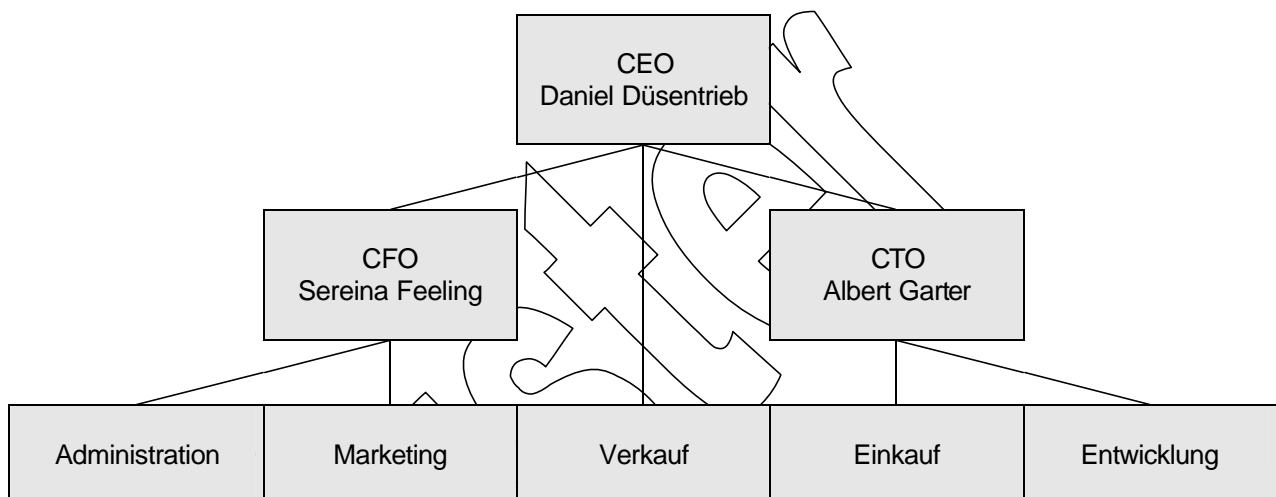 CEO
Daniel Düsentrieb
CFO
Sereina Feeling
CTO
Albert Garter
Administration
Marketing
Verkauf
Einkauf
Entwicklung